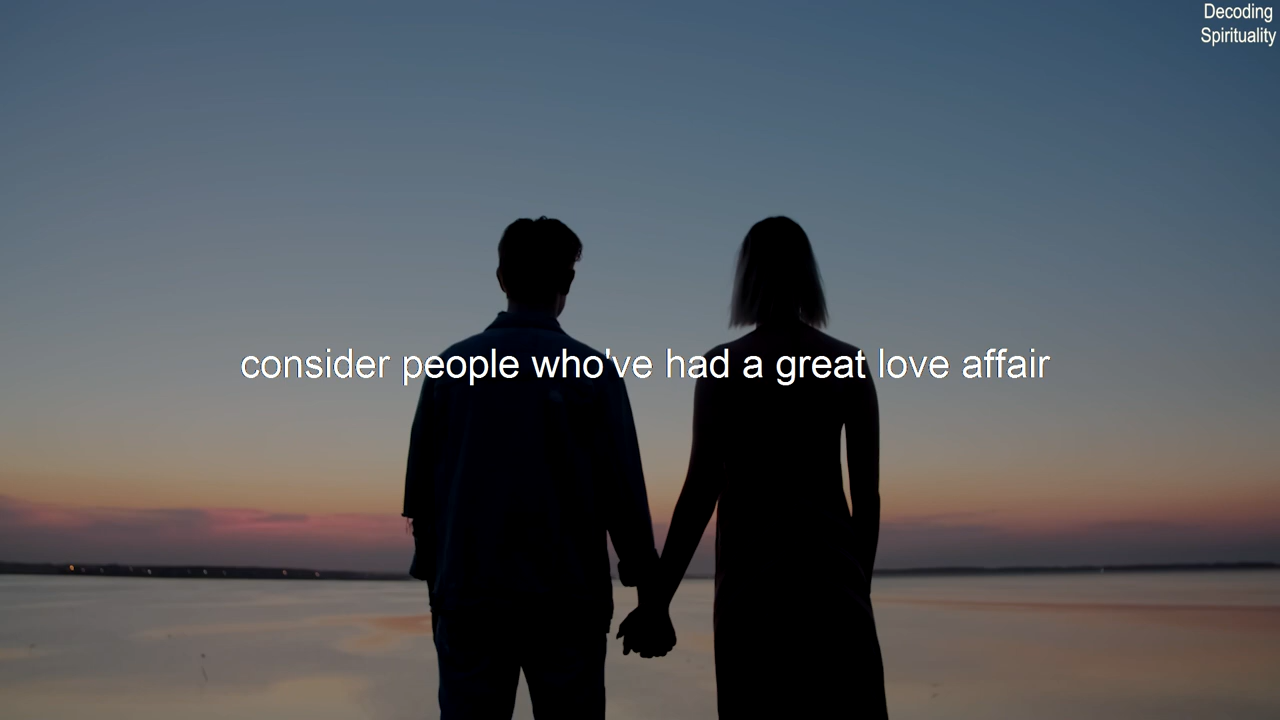 Decoding
Spirituality
consider people who've had a great love affair